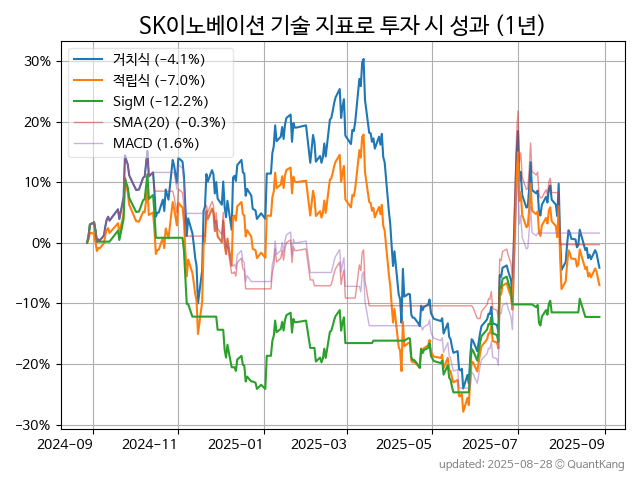 SK이노베이션 기술 지표로 투자 시 성과 (1년)
30%
20%
10%
0%
−10%
−20%
−30%
거치식 (−4.1%)
적립식 (−7.0%)
SigM (−12.2%)
SMA(20) (−0.3%)
MACD (1.6%)
2024-09
2024-11
2025-01
2025-03
2025-05
2025-07
2025-09
updated: 2025-08-28 © QuantKang